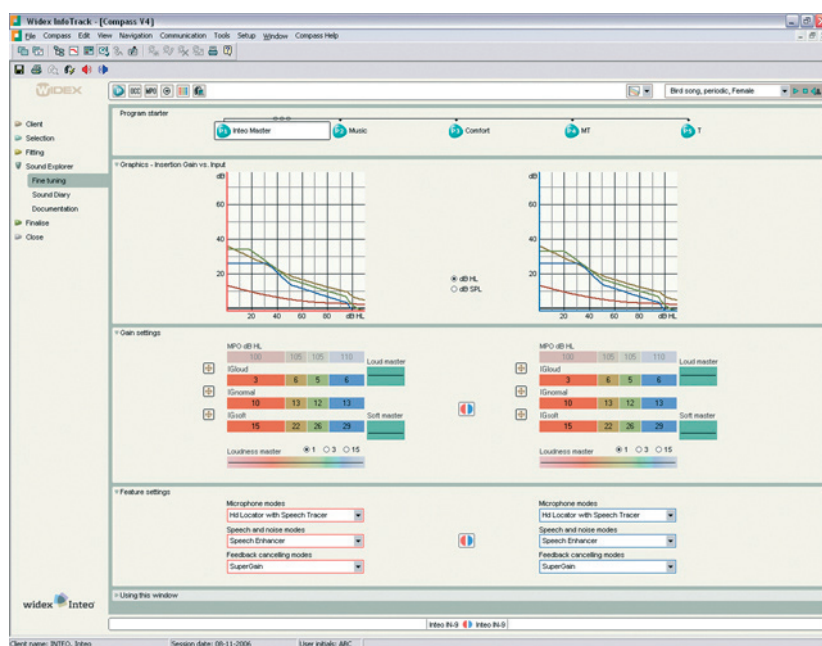 Widex InfoTrack - [Compass V4]
File Compass Edit View Navigation Communication Tools Setup Window Compass Help
WIDEX
OCC MPO
Bird song, periodic, Female
Client
Selection
Fitting
Sound Explorer
Fine tuning
Sound Diary
Documentation
Finalise
Close
Program starter
Inteo Master
Music
Comfort
MT
T
Graphics - Insertion Gain vs. Input
dB
60
40
20
20 40 60 80 dB HL
dB HL
dB SPL
dB
60
40
20
20 40 60 80 dB HL
Gain settings
MPO dB HL
100 105 105 110
Loud master
IGloud
3 6 5 6
IGnormal
10 13 12 13
IGsoft
Soft master
15 22 26 29
Loudness master 1 3 15
MPO dB HL
100 105 105 110
Loud master
IGloud
3 6 5 6
IGnormal
10 13 12 13
IGsoft
Soft master
15 22 26 29
Loudness master 1 3 15
Feature settings
Microphone modes
Hd Locator with Speech Tracer
Speech and noise modes
Speech Enhancer
Feedback cancelling modes
SuperGain
Microphone modes
Hd Locator with Speech Tracer
Speech and noise modes
Speech Enhancer
Feedback cancelling modes
SuperGain
Using this window
widex Inteo
Inteo IN-9 Inteo IN-9
Client name: INTEO, Inteo Session date: 08-11-2006 User initials: ABC